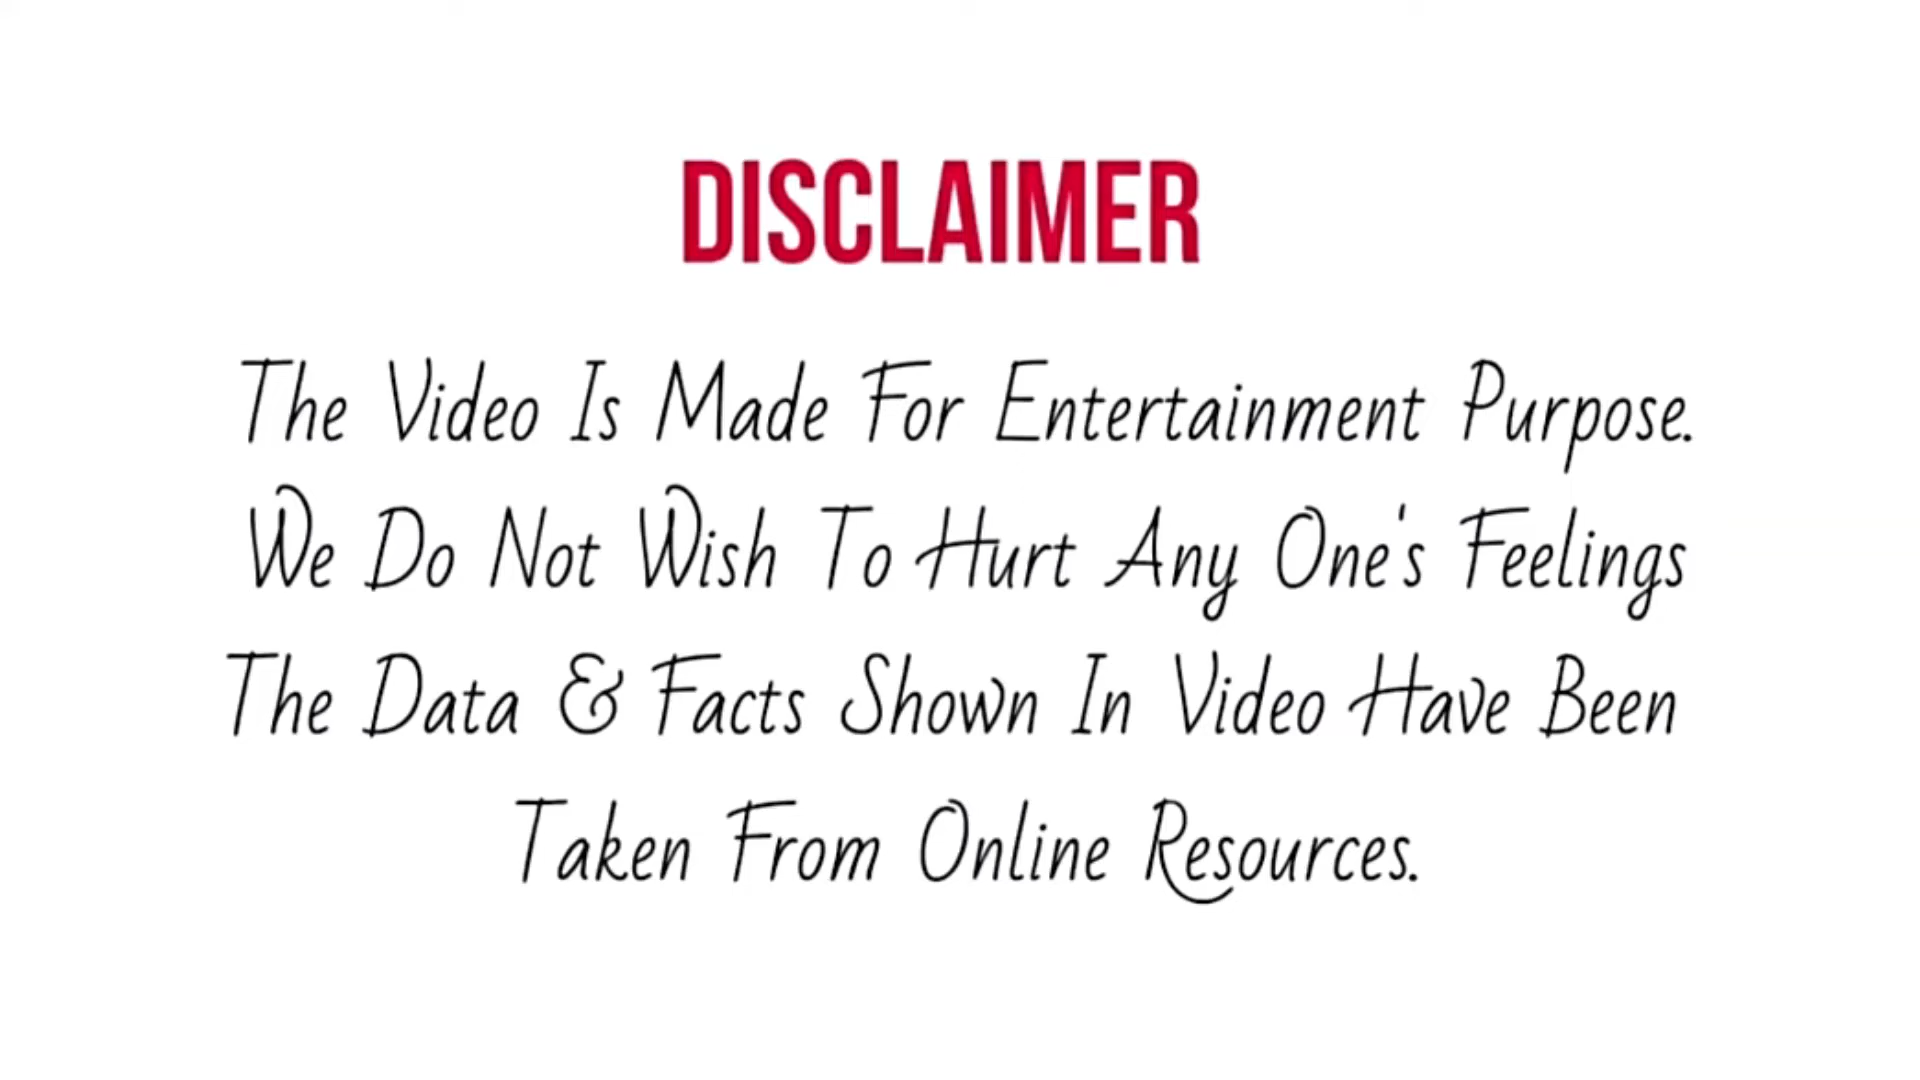 DISCLAIMER
The Video Is Made For Entertainment Purpose.
We Do Not Wish To Hurt Any One's Feelings
The Data & Facts Shown In Video Have Been
Taken From Online Resources.